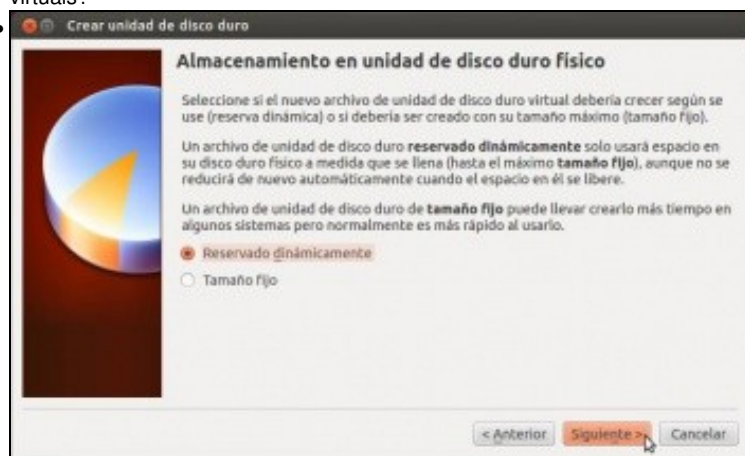 virtuais?
Crear unidad de disco duro
Almacenamiento en unidad de disco duro físico
Seleccione si el nuevo archivo de unidad de disco duro virtual debería crecer según se
use (reserva dinámica) o si debería ser creado con su tamaño máximo (tamaño fijo).
Un archivo de unidad de disco duro reservado dinámicamente solo usará espacio en
su disco duro físico a medida que se llena (hasta el máximo tamaño fijo), aunque no se
reducirá de nuevo automáticamente cuando el espacio en él se libere.
Un archivo de unidad de disco duro de tamaño fijo puede llevar crearlo más tiempo en
algunos sistemas pero normalmente es más rápido al usarlo.
Reservado dinámicamente
Tamaño fijo
< Anterior Siguiente > Cancelar